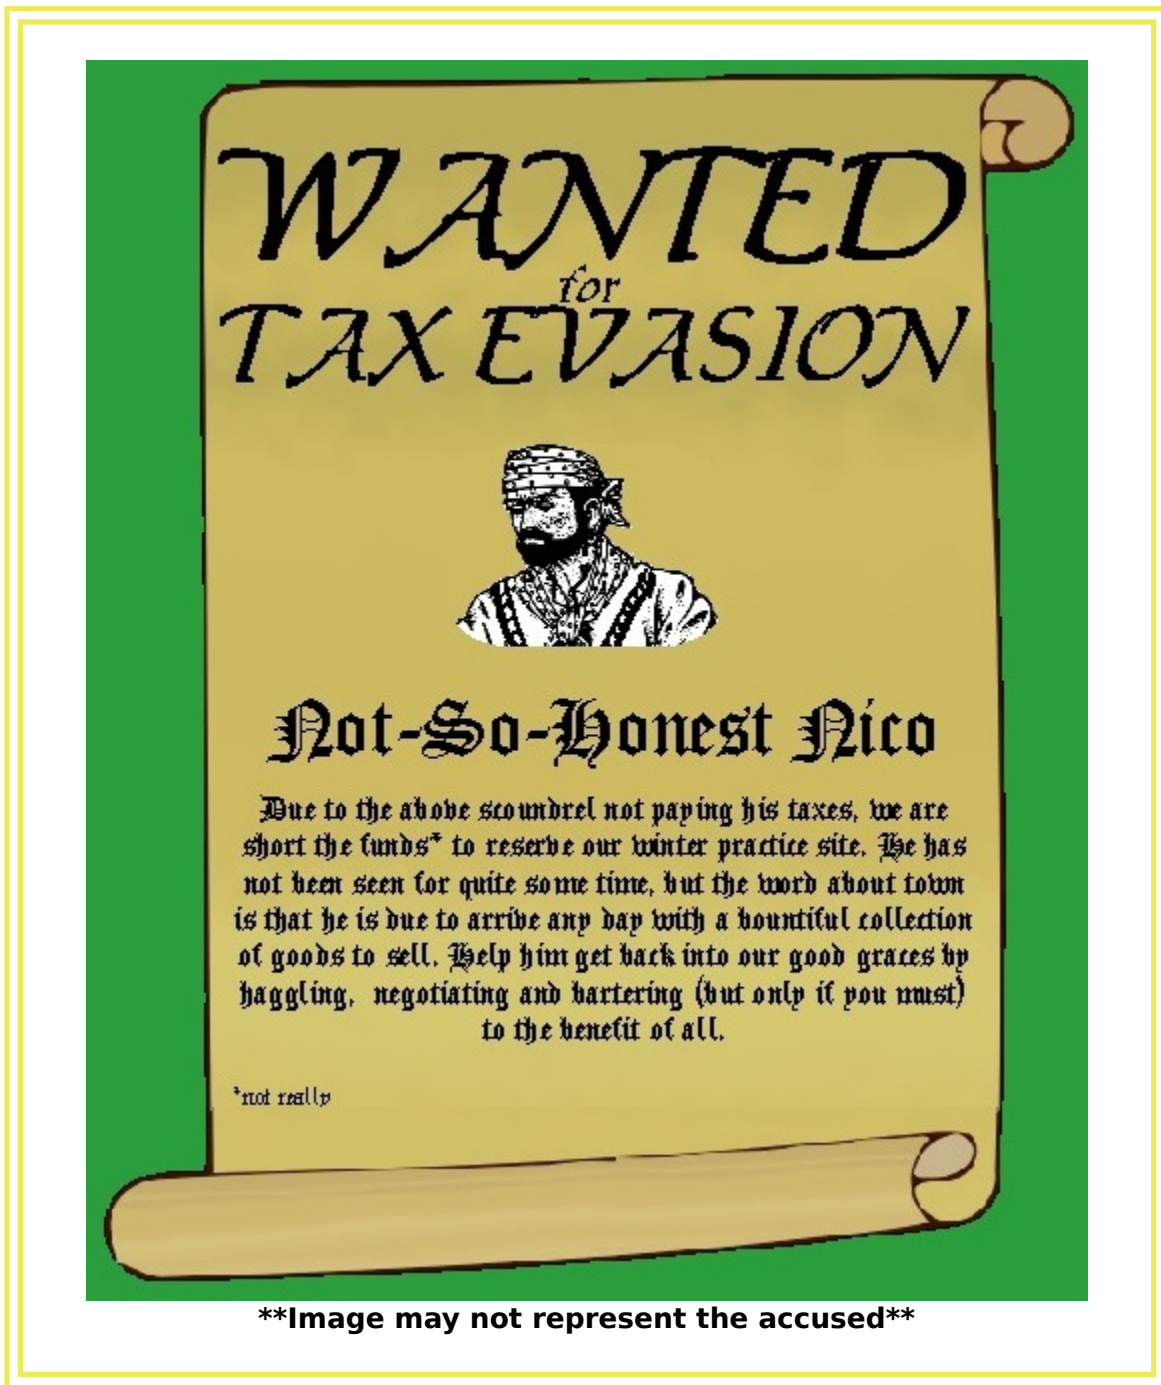 WANTED
for
TAX EVASION
Not-So-Honest Nico
Due to the above scoundrel not paying his taxes, we are
short the funds* to reserve our winter practice site. He has
not been seen for quite some time, but the word about town
is that he is due to arrive any day with a bountiful collection
of goods to sell. Help him get back into our good graces by
haggling, negotiating and bartering (but only if you must)
to the benefit of all.
*not really
**Image may not represent the accused**